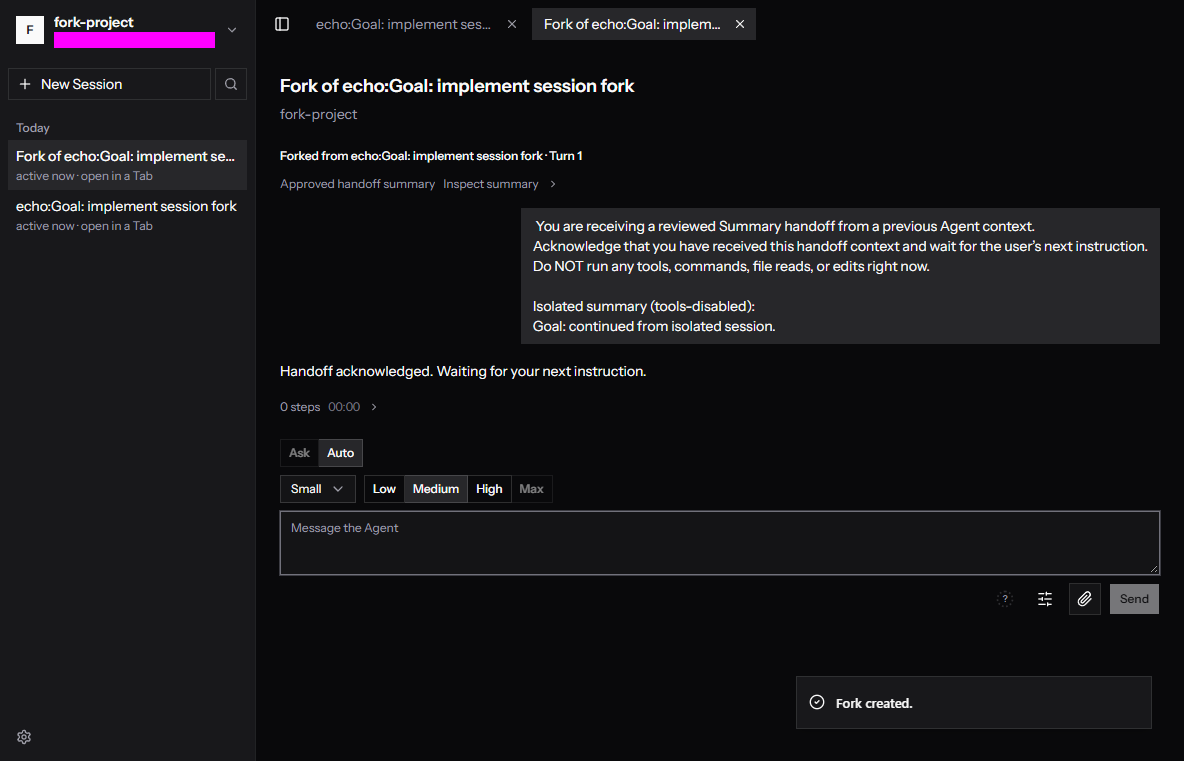 F
fork-project
New Session
Today
Fork of echo:Goal: implement se...
active now · open in a Tab
echo:Goal: implement session fork
active now · open in a Tab
echo:Goal: implement ses...
Fork of echo:Goal: implem...
Fork of echo:Goal: implement session fork
fork-project
Forked from echo:Goal: implement session fork · Turn 1
Approved handoff summary Inspect summary
You are receiving a reviewed Summary handoff from a previous Agent context.
Acknowledge that you have received this handoff context and wait for the user's next instruction.
Do NOT run any tools, commands, file reads, or edits right now.
Isolated summary (tools-disabled):
Goal: continued from isolated session.
Handoff acknowledged. Waiting for your next instruction.
0 steps 00:00
Ask Auto
Small Low Medium High Max
Message the Agent
? Send
Fork created.